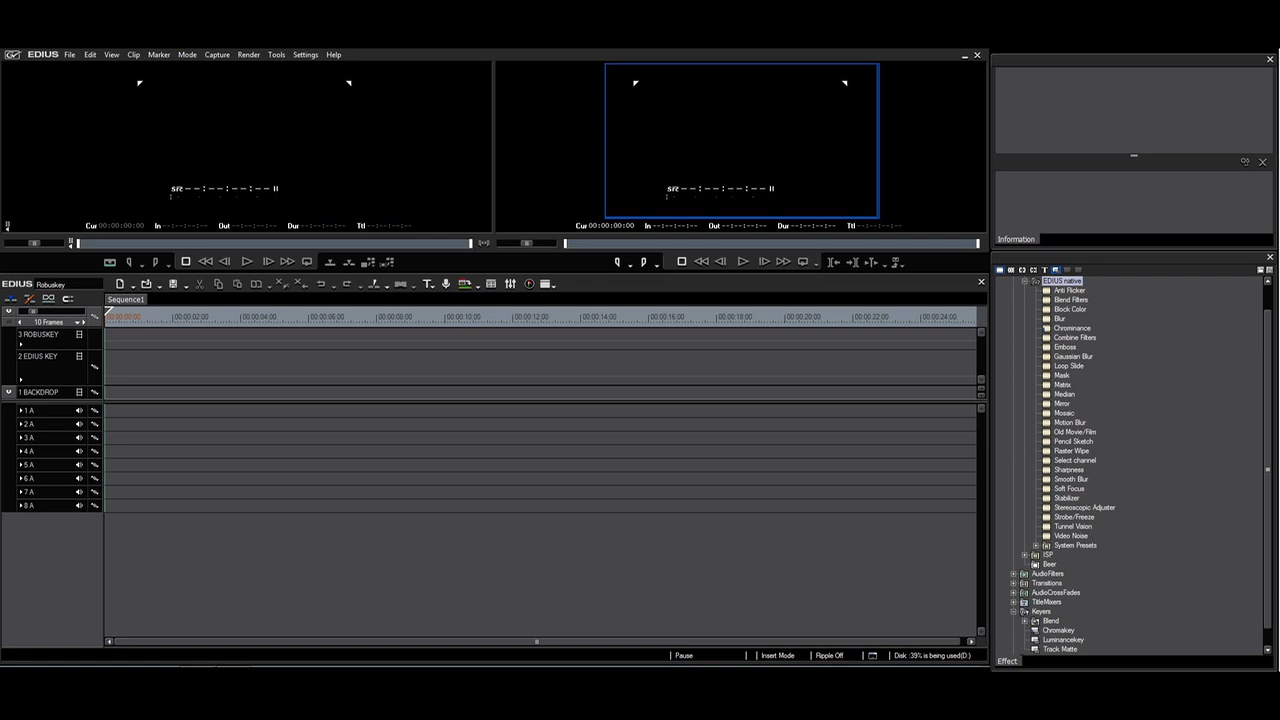 EDIUS File Edit View Clip Marker Mode Capture Render Tools Settings Help
src--:--:--:-- II
src--:--:--:-- II
Cur 00:00:00:00 In --:--:--:-- Out --:--:--:-- Dur --:--:--:-- Ttl --:--:--:--
Cur 00:00:00:00 In --:--:--:-- Out --:--:--:-- Dur --:--:--:-- Ttl --:--:--:--
EDIUS Robuskey
Sequence1
10 Frames
00:00:00:00 00:00:02:00 00:00:04:00 00:00:06:00 00:00:08:00 00:00:10:00 00:00:12:00 00:00:14:00 00:00:16:00 00:00:18:00 00:00:20:00 00:00:22:00 00:00:24:00
3 ROBUSKEY
2 EDIUS KEY
1 BACKDROP
1 A
2 A
3 A
4 A
5 A
6 A
7 A
8 A
Pause Insert Mode Ripple Off Disk :39% is being used(D:)
Information
EDIUS native
Anti Flicker
Blend Filters
Block Color
Blur
Chrominance
Combine Filters
Emboss
Gaussian Blur
Loop Slide
Mask
Matrix
Median
Mirror
Mosaic
Motion Blur
Old Movie/Film
Pencil Sketch
Raster Wipe
Select channel
Sharpness
Smooth Blur
Soft Focus
Stabilizer
Stereoscopic Adjuster
Strobe/Freeze
Tunnel Vision
Video Noise
System Presets
ISP
Beer
AudioFilters
Transitions
AudioCrossFades
TitleMixers
Keyers
Blend
Chromakey
Luminancekey
Track Matte
Effect